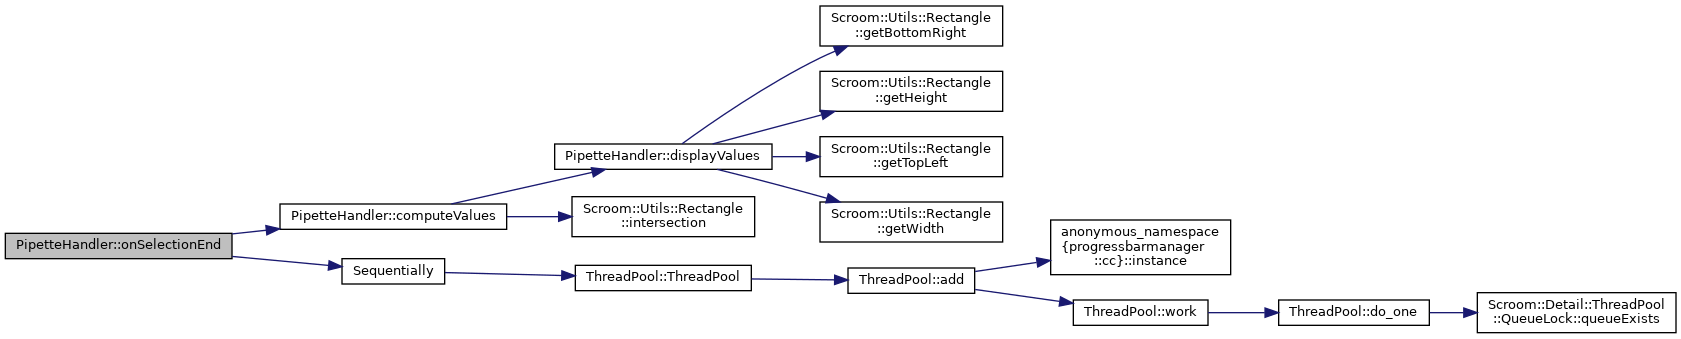 Scroom::Utils::Rectangle
::getBottomRight
Scroom::Utils::Rectangle
::getHeight
PipetteHandler::displayValues
Scroom::Utils::Rectangle
::getTopLeft
PipetteHandler::computeValues
Scroom::Utils::Rectangle
::intersection
Scroom::Utils::Rectangle
::getWidth
PipetteHandler::onSelectionEnd
anonymous_namespace
{progressbarmanager
::cc}::instance
Sequentially
ThreadPool::ThreadPool
ThreadPool::add
ThreadPool::work
ThreadPool::do_one
Scroom::Detail::ThreadPool
::QueueLock::queueExists